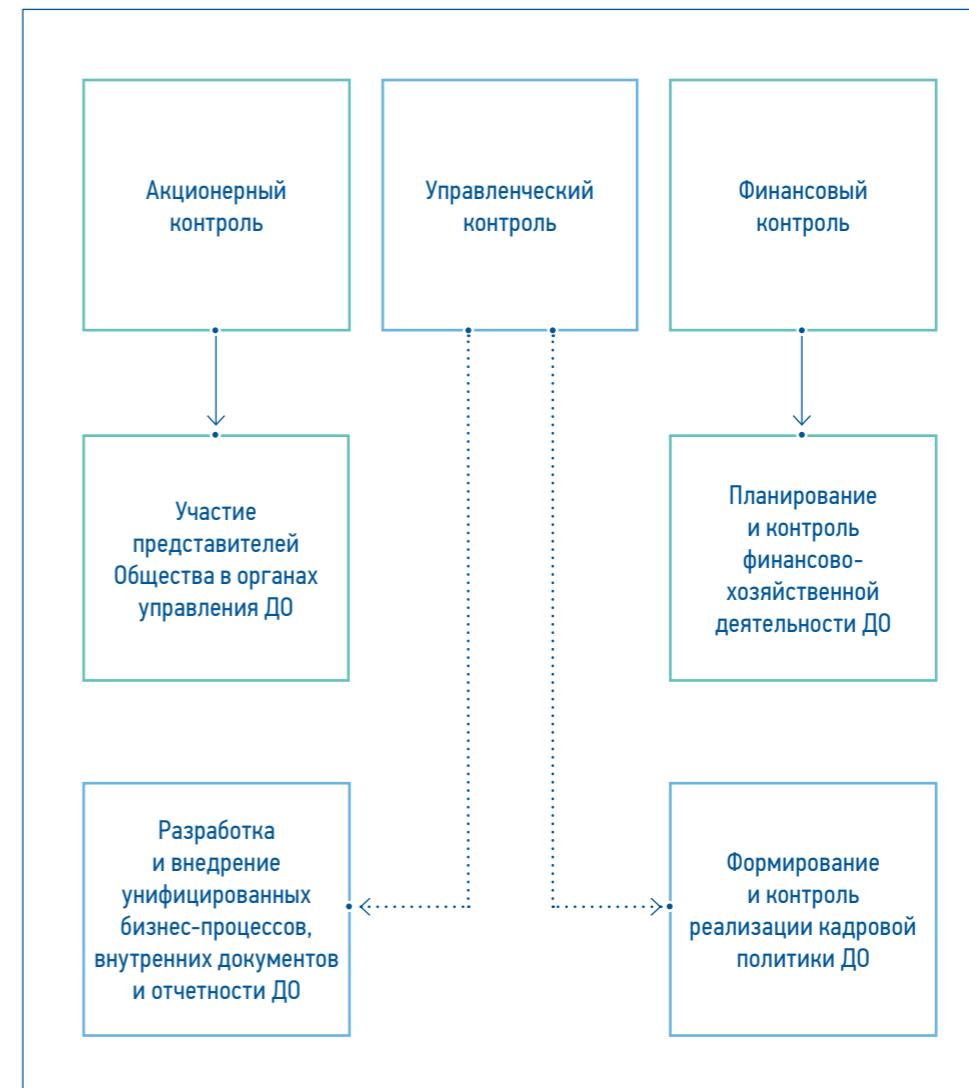 Акционерный
контроль
Управленческий
контроль
Финансовый
контроль
Участие
представителей
Общества в органах
управления ДО
Планирование
и контроль
финансово-
хозяйственной
деятельности ДО
Разработка
и внедрение
унифицированных
бизнес-процессов,
внутренних документов
и отчетности ДО
Формирование
и контроль
реализации кадровой
политики ДО